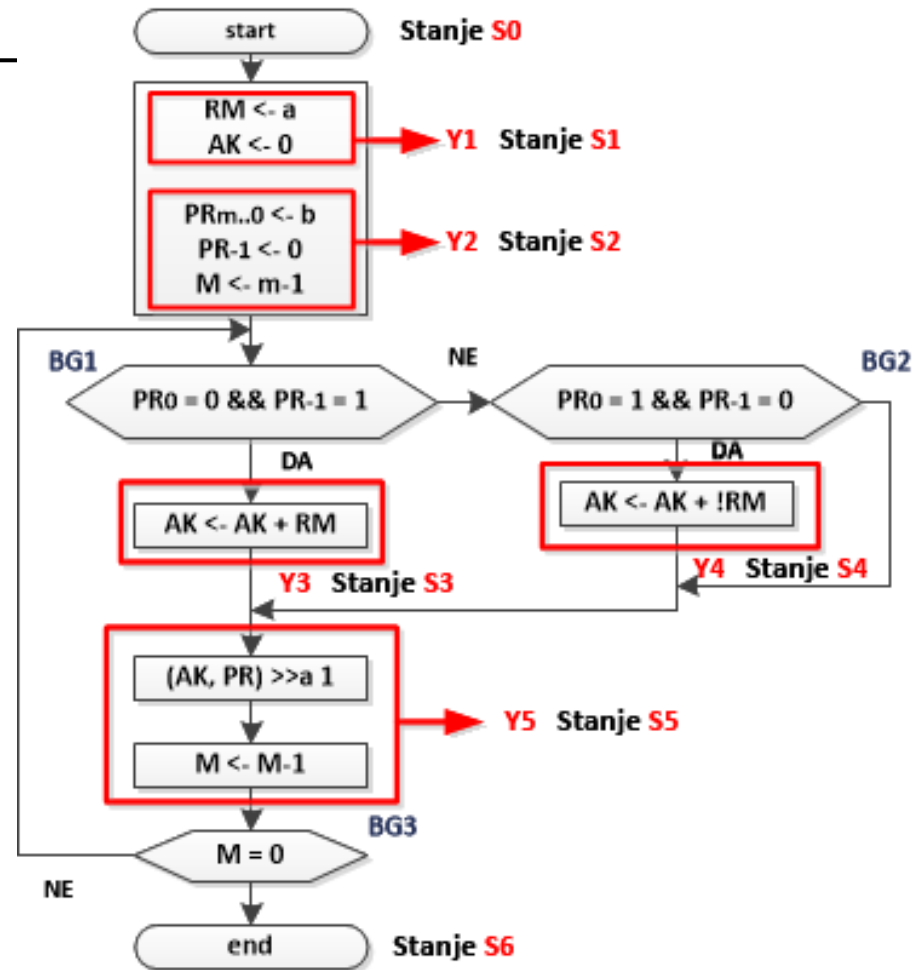 start
Stanje S0
RM <- a
AK <- 0
Y1 Stanje S1
PRm..0 <- b
PR-1 <- 0
M <- m-1
Y2 Stanje S2
BG1
NE
BG2
PR0 = 0 && PR-1 = 1
PR0 = 1 && PR-1 = 0
DA
DA
AK <- AK + RM
AK <- AK + !RM
Y3 Stanje S3
Y4 Stanje S4
(AK, PR) >>a 1
Y5 Stanje S5
M <- M-1
BG3
M = 0
NE
end
Stanje S6